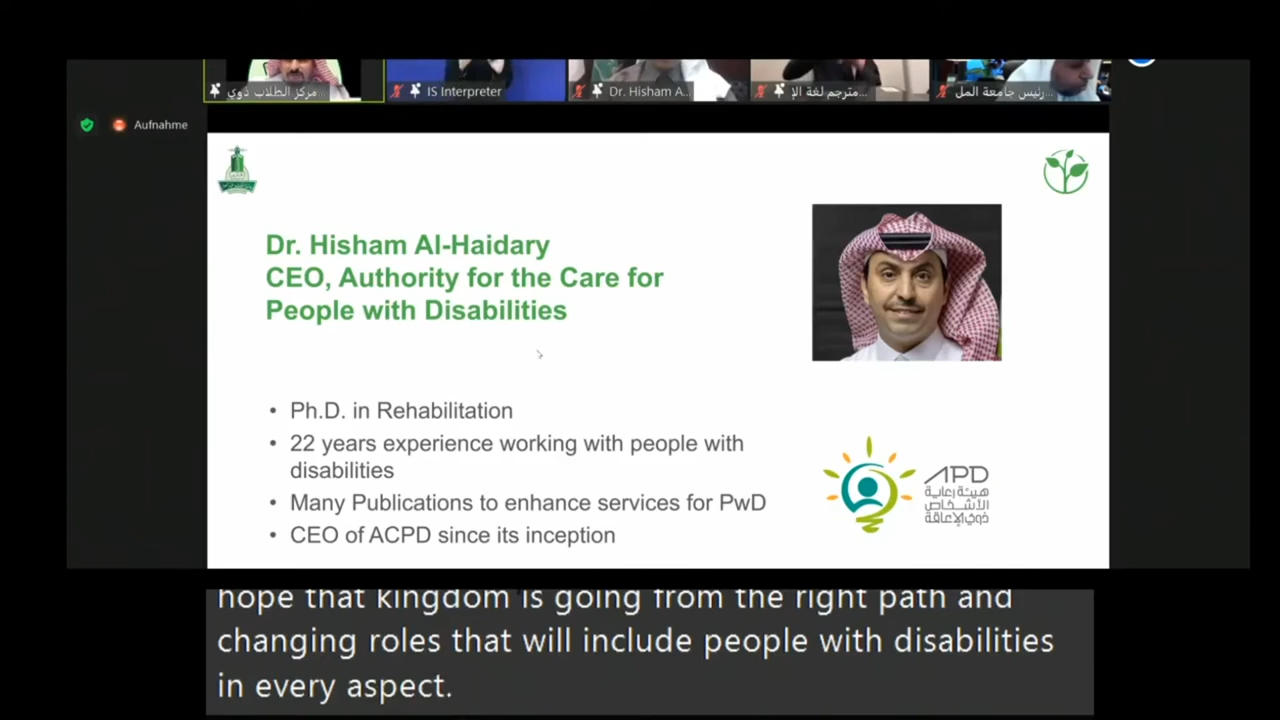 مركز الطلاب ذوي...
IS Interpreter
Dr. Hisham A...
مترجم لغة الإ...
رئيس جامعة المل...
Aufnahme
Dr. Hisham Al-Haidary
CEO, Authority for the Care for
People with Disabilities
• Ph.D. in Rehabilitation
• 22 years experience working with people with
disabilities
• Many Publications to enhance services for PwD
• CEO of ACPD since its inception
APD
هيئة رعاية
الأشخاص
ذوي الإعاقة
hope that kingdom is going from the right path and
changing roles that will include people with disabilities
in every aspect.